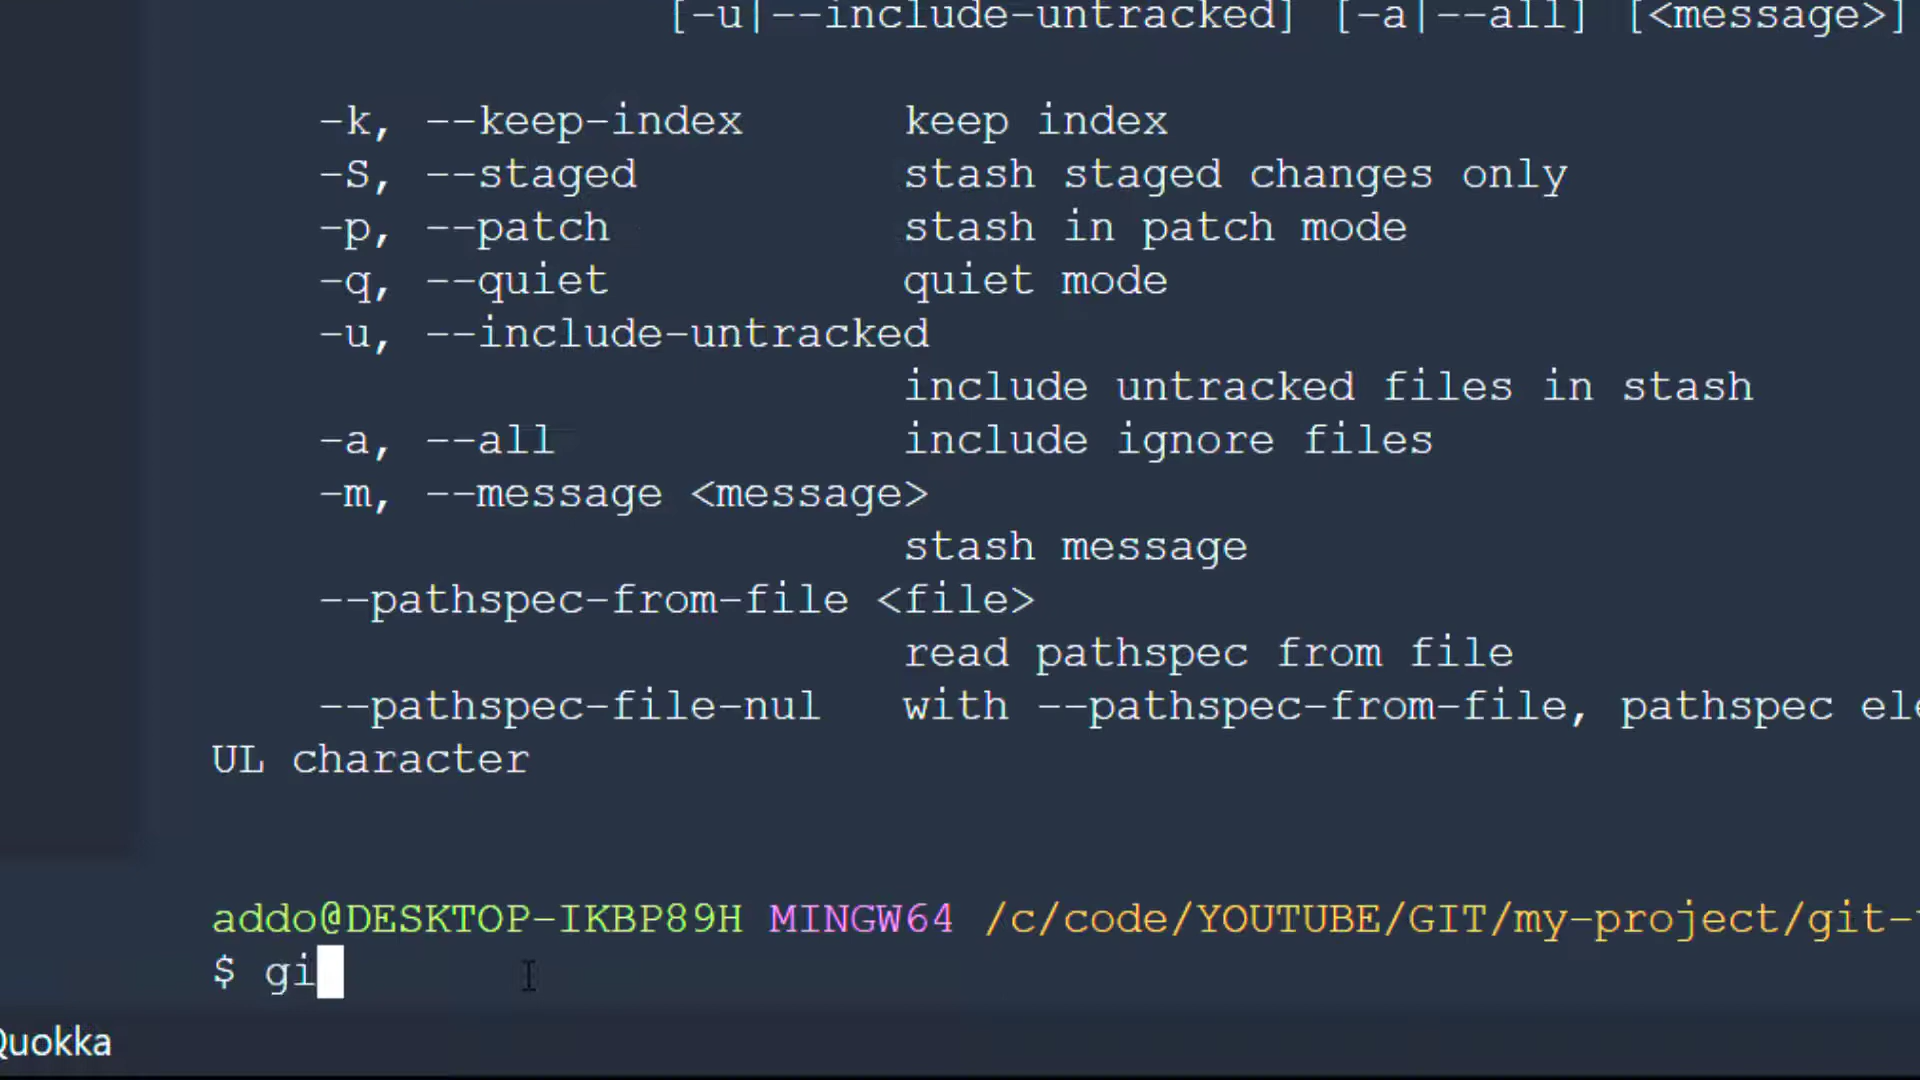 [-u|--include-untracked] [-a|--all] [<message>]
-k, --keep-index keep index
-S, --staged stash staged changes only
-p, --patch stash in patch mode
-q, --quiet quiet mode
-u, --include-untracked
include untracked files in stash
-a, --all include ignore files
-m, --message <message>
stash message
--pathspec-from-file <file>
read pathspec from file
--pathspec-file-nul with --pathspec-from-file, pathspec
UL character
addo@DESKTOP-IKBP89H MINGW64 /c/code/YOUTUBE/GIT/my-project/git-
$ gi
Quokka